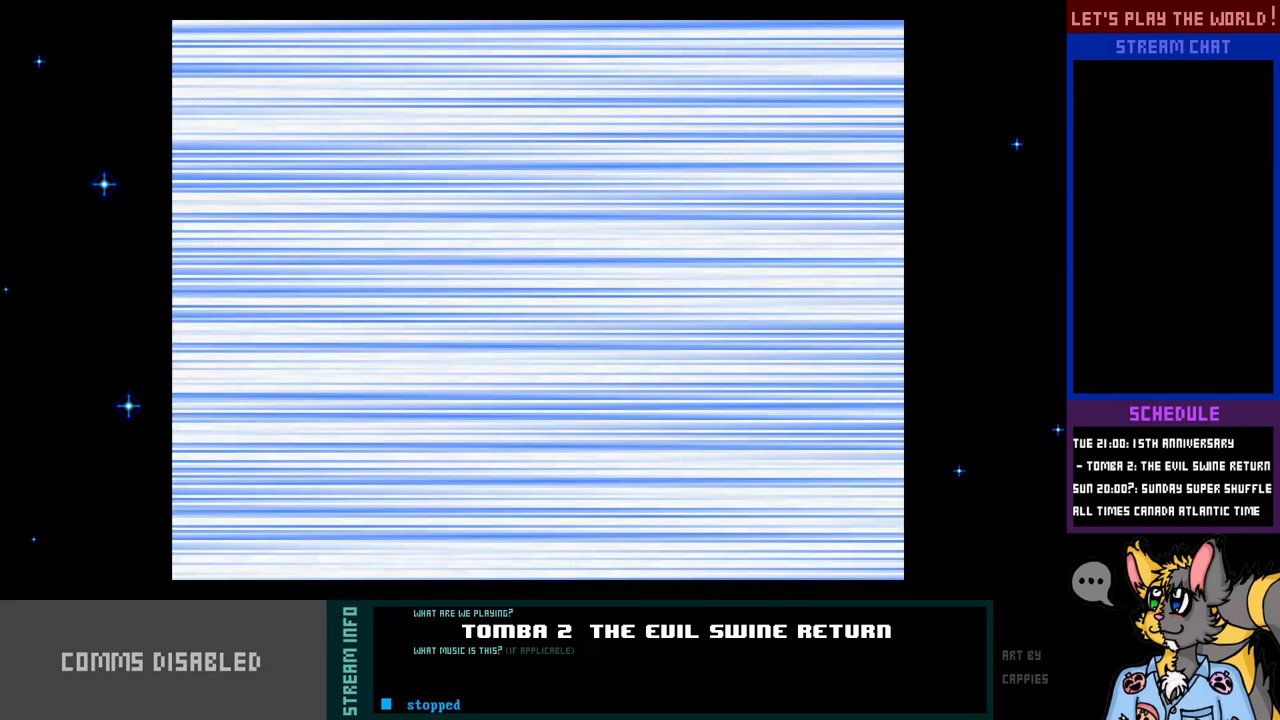 LET'S PLAY THE WORLD!
STREAM CHAT
SCHEDULE
TUE 21:00: 15TH ANNIVERSARY
- TOMBA 2: THE EVIL SWINE RETURN
SUN 20:00?: SUNDAY SUPER SHUFFLE
ALL TIMES CANADA ATLANTIC TIME
COMMS DISABLED
STREAM INFO
WHAT ARE WE PLAYING?
TOMBA 2 THE EVIL SWINE RETURN
WHAT MUSIC IS THIS? (IF APPLICABLE)
stopped
ART BY
CAPPIES